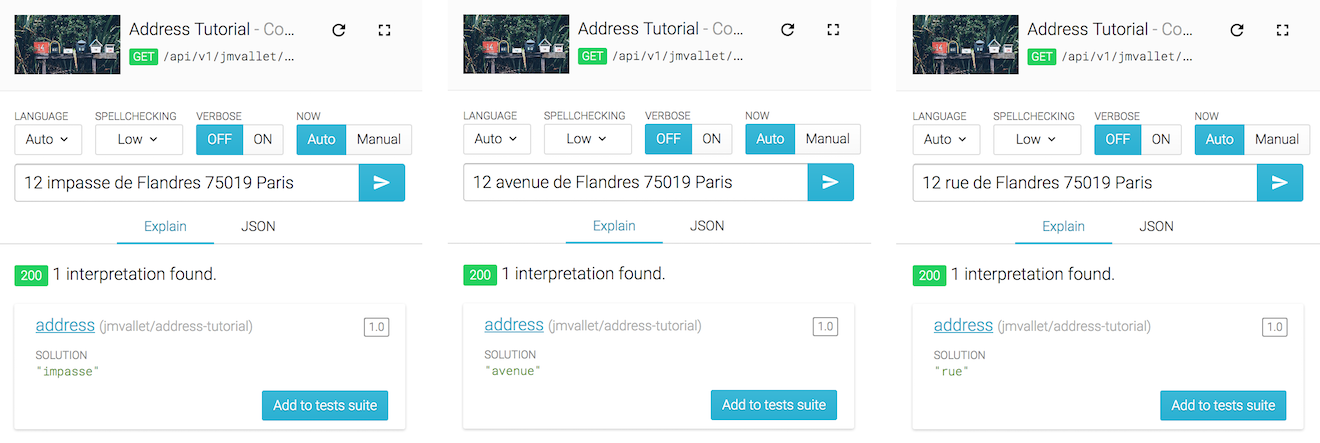 Address Tutorial - Co...
GET /api/v1/jmvallet/...
LANGUAGE SPELLCHECKING VERBOSE NOW
Auto Low OFF ON Auto Manual
12 impasse de Flandres 75019 Paris
Explain JSON
200 1 interpretation found.
address (jmvallet/address-tutorial) 1.0
SOLUTION
"impasse"
Add to tests suite
Address Tutorial - Co...
GET /api/v1/jmvallet/...
LANGUAGE SPELLCHECKING VERBOSE NOW
Auto Low OFF ON Auto Manual
12 avenue de Flandres 75019 Paris
Explain JSON
200 1 interpretation found.
address (jmvallet/address-tutorial) 1.0
SOLUTION
"avenue"
Add to tests suite
Address Tutorial - Co...
GET /api/v1/jmvallet/...
LANGUAGE SPELLCHECKING VERBOSE NOW
Auto Low OFF ON Auto Manual
12 rue de Flandres 75019 Paris
Explain JSON
200 1 interpretation found.
address (jmvallet/address-tutorial) 1.0
SOLUTION
"rue"
Add to tests suite